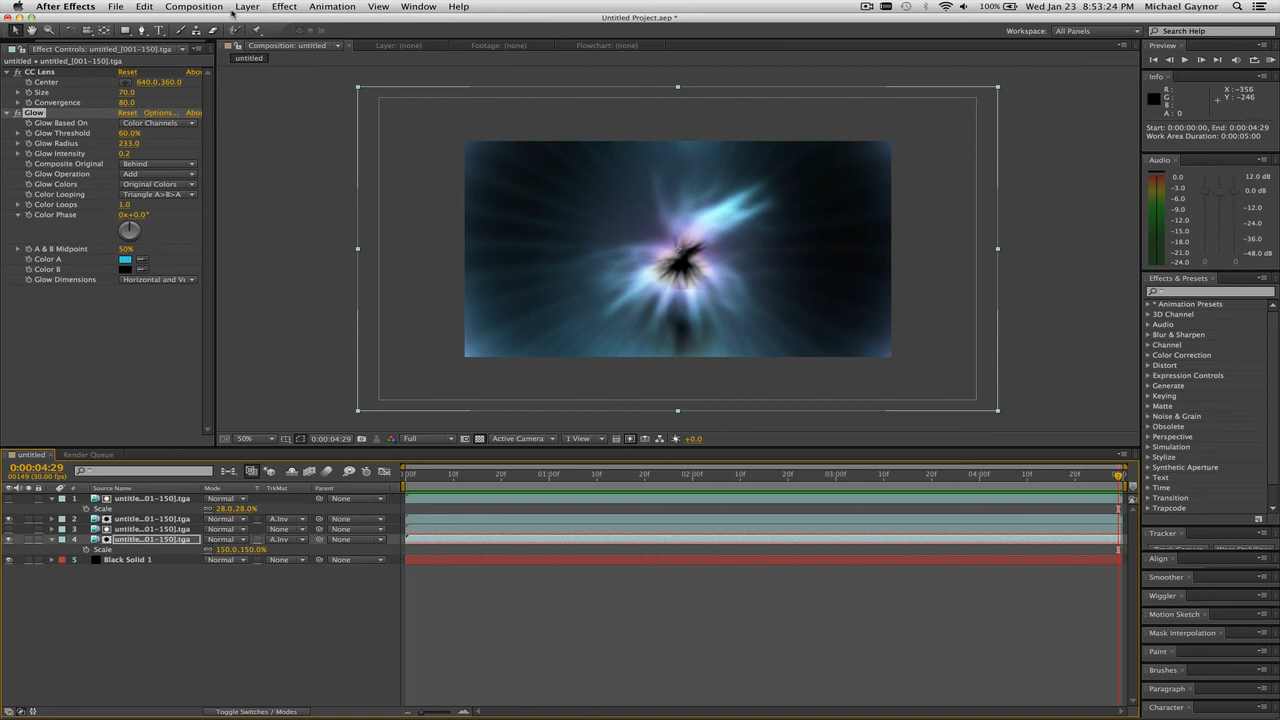 After Effects File Edit Composition Layer Effect Animation View Window Help 100% Wed Jan 23 8:53:24 PM Michael Gaynor
Untitled Project.aep *
Workspace: All Panels Search Help
Effect Controls: untitled_[001-150].tga
Composition: untitled Layer: (none) Footage: (none) Flowchart: (none)
untitled • untitled_[001-150].tga
untitled
CC Lens Reset Abou
Center 640.0,360.0
Size 70.0
Convergence 80.0
Glow Reset Options... Abou
Glow Based On Color Channels
Glow Threshold 60.0%
Glow Radius 233.0
Glow Intensity 0.2
Composite Original Behind
Glow Operation Add
Glow Colors Original Colors
Color Looping Triangle A>B>A
Color Loops 1.0
Color Phase 0x+0.0°
A & B Midpoint 50%
Color A
Color B
Glow Dimensions Horizontal and Ve
50% 0:00:04:29 Full Active Camera 1 View +0.0
Preview
Info
R : X : -356
G : Y : -246
B :
A : 0
Start: 0:00:00:00, End: 0:00:04:29
Work Area Duration: 0:00:05:00
Audio
0.0 12.0 dB
-3.0
-6.0 0.0 dB
-9.0
-12.0 -12.0
-15.0 -24.0
-18.0 -36.0
-21.0
-24.0 -48.0 dB
Effects & Presets
* Animation Presets
3D Channel
Audio
Blur & Sharpen
Channel
Color Correction
Distort
Expression Controls
Generate
Keying
Matte
Noise & Grain
Obsolete
Perspective
Simulation
Stylize
Synthetic Aperture
Text
Time
Transition
Trapcode
Tracker
Align
Smoother
Wiggler
Motion Sketch
Mask Interpolation
Paint
Brushes
Paragraph
Character
untitled Render Queue
0:00:04:29
00149 (30.00 fps)
:00f 10f 20f 01:00f 10f 20f 02:00f 10f 20f 03:00f 10f 20f 04:00f 10f 20f
# Source Name Mode T TrkMat Parent
1 untitle...01-150].tga Normal None
Scale 28.0,28.0%
2 untitle...01-150].tga Normal A.Inv None
3 untitle...01-150].tga Normal None None
4 untitle...01-150].tga Normal A.Inv None
Scale 150.0,150.0%
5 Black Solid 1 Normal None None
Toggle Switches / Modes